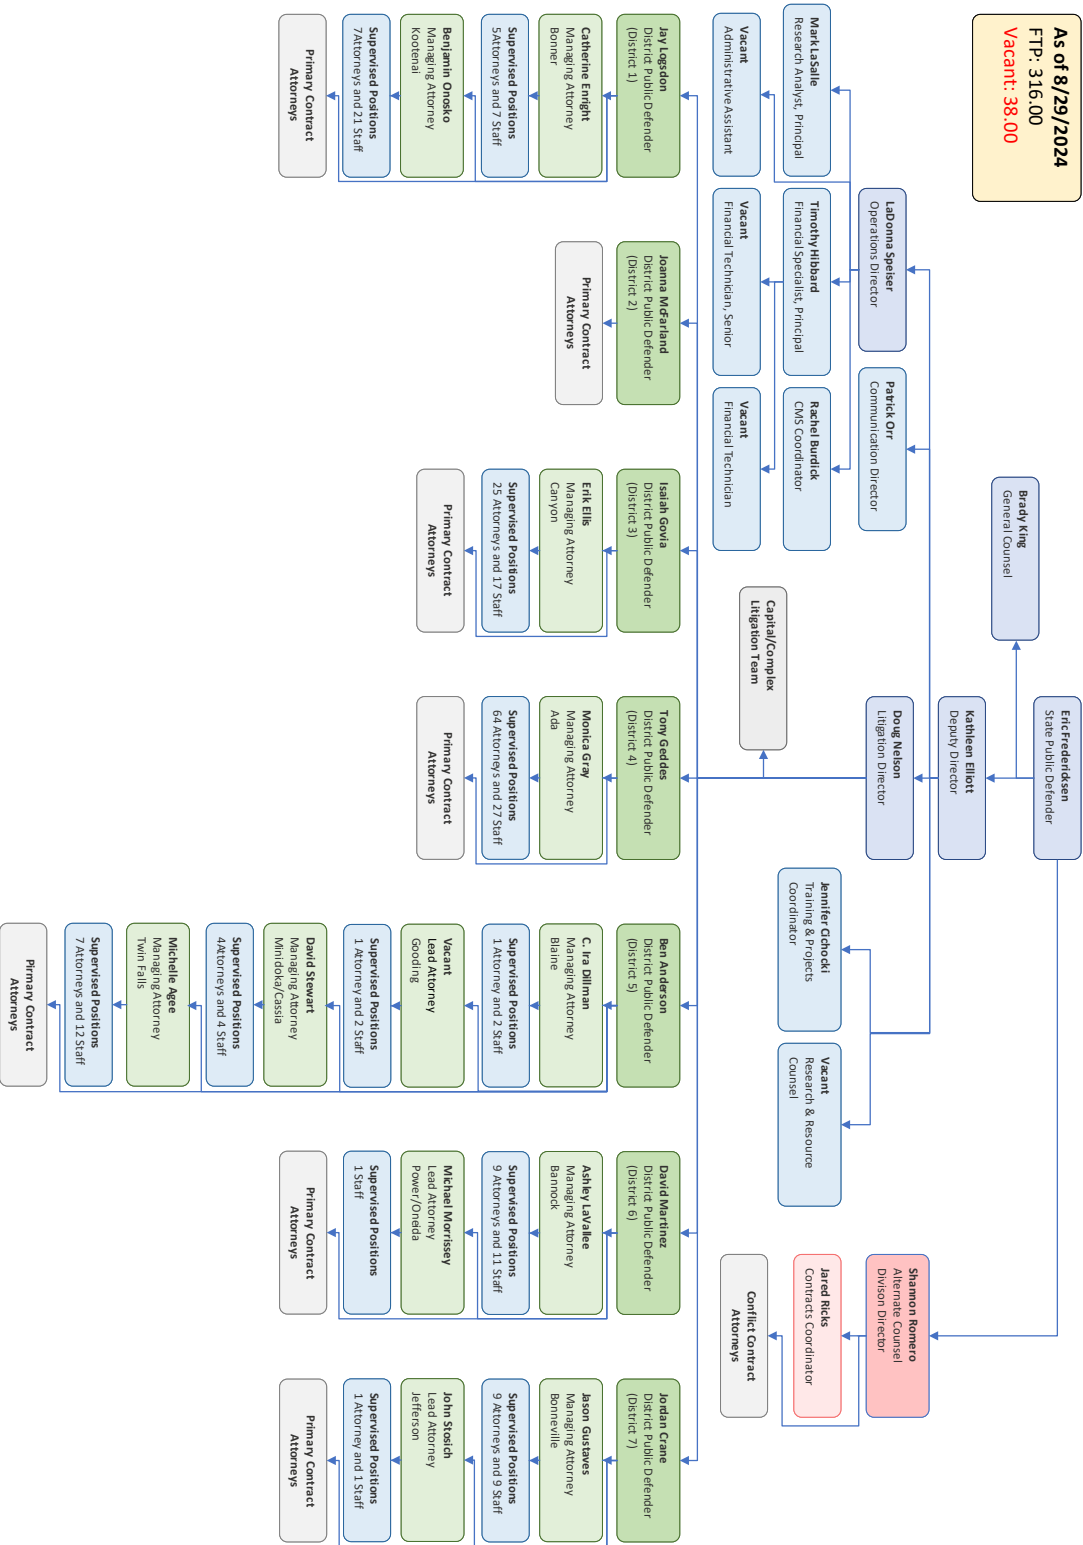 As of 8/29/2024
FTP: 316.00
Vacant: 38.00
Eric Fredericksen
State Public Defender
Brady King
General Counsel
Kathleen Elliott
Deputy Director
Doug Nelson
Litigation Director
LaDonna Speiser
Operations Director
Patrick Orr
Communication Director
Mark LaSalle
Research Analyst, Principal
Timothy Hibbard
Financial Specialist, Principal
Rachel Burdick
CMS Coordinator
Vacant
Administrative Assistant
Vacant
Financial Technician, Senior
Vacant
Financial Technician
Capital/Complex
Litigation Team
Jennifer Cichocki
Training & Projects
Coordinator
Vacant
Research & Resource
Counsel
Shannon Romero
Alternate Counsel
Divison Director
Jared Ricks
Contracts Coordinator
Conflict Contract
Attorneys
Jay Logsdon
District Public Defender
(District 1)
Catherine Enright
Managing Attorney
Bonner
Supervised Positions
5 Attorneys and 7 Staff
Benjamin Onosko
Managing Attorney
Kootenai
Supervised Positions
7 Attorneys and 21 Staff
Primary Contract
Attorneys
Joanna McFarland
District Public Defender
(District 2)
Primary Contract
Attorneys
Isaiah Govia
District Public Defender
(District 3)
Erik Ellis
Managing Attorney
Canyon
Supervised Positions
25 Attorneys and 17 Staff
Primary Contract
Attorneys
Tony Geddes
District Public Defender
(District 4)
Monica Gray
Managing Attorney
Ada
Supervised Positions
64 Attorneys and 27 Staff
Primary Contract
Attorneys
Ben Anderson
District Public Defender
(District 5)
C. Ira Dillman
Managing Attorney
Blaine
Supervised Positions
1 Attorney and 2 Staff
Vacant
Lead Attorney
Gooding
Supervised Positions
1 Attorney and 2 Staff
David Stewart
Managing Attorney
Minidoka/Cassia
Supervised Positions
4 Attorneys and 4 Staff
Michelle Agee
Managing Attorney
Twin Falls
Supervised Positions
7 Attorneys and 12 Staff
Pirmary Contract
Attorneys
David Martinez
District Public Defender
(District 6)
Ashley LaVallee
Managing Attorney
Bannock
Supervised Positions
9 Attorneys and 11 Staff
Michael Morrissey
Lead Attorney
Power/Oneida
Supervised Positions
1 Staff
Primary Contract
Attorneys
Jordan Crane
District Public Defender
(District 7)
Jason Gustaves
Managing Attorney
Bonneville
Supervised Positions
9 Attorneys and 9 Staff
John Stosich
Lead Attorney
Jefferson
Supervised Positions
1 Attorney and 1 Staff
Primary Contract
Attorneys